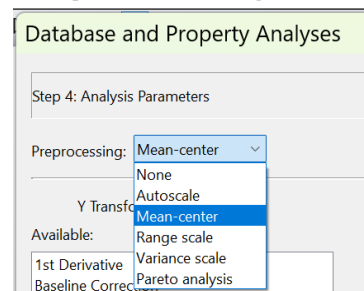 Database and Property Analyses
Step 4: Analysis Parameters
Preprocessing: Mean-center
None
Autoscale
Y Transfo
Mean-center
Available:
Range scale
1st Derivative
Variance scale
Baseline Correction
Pareto analysis